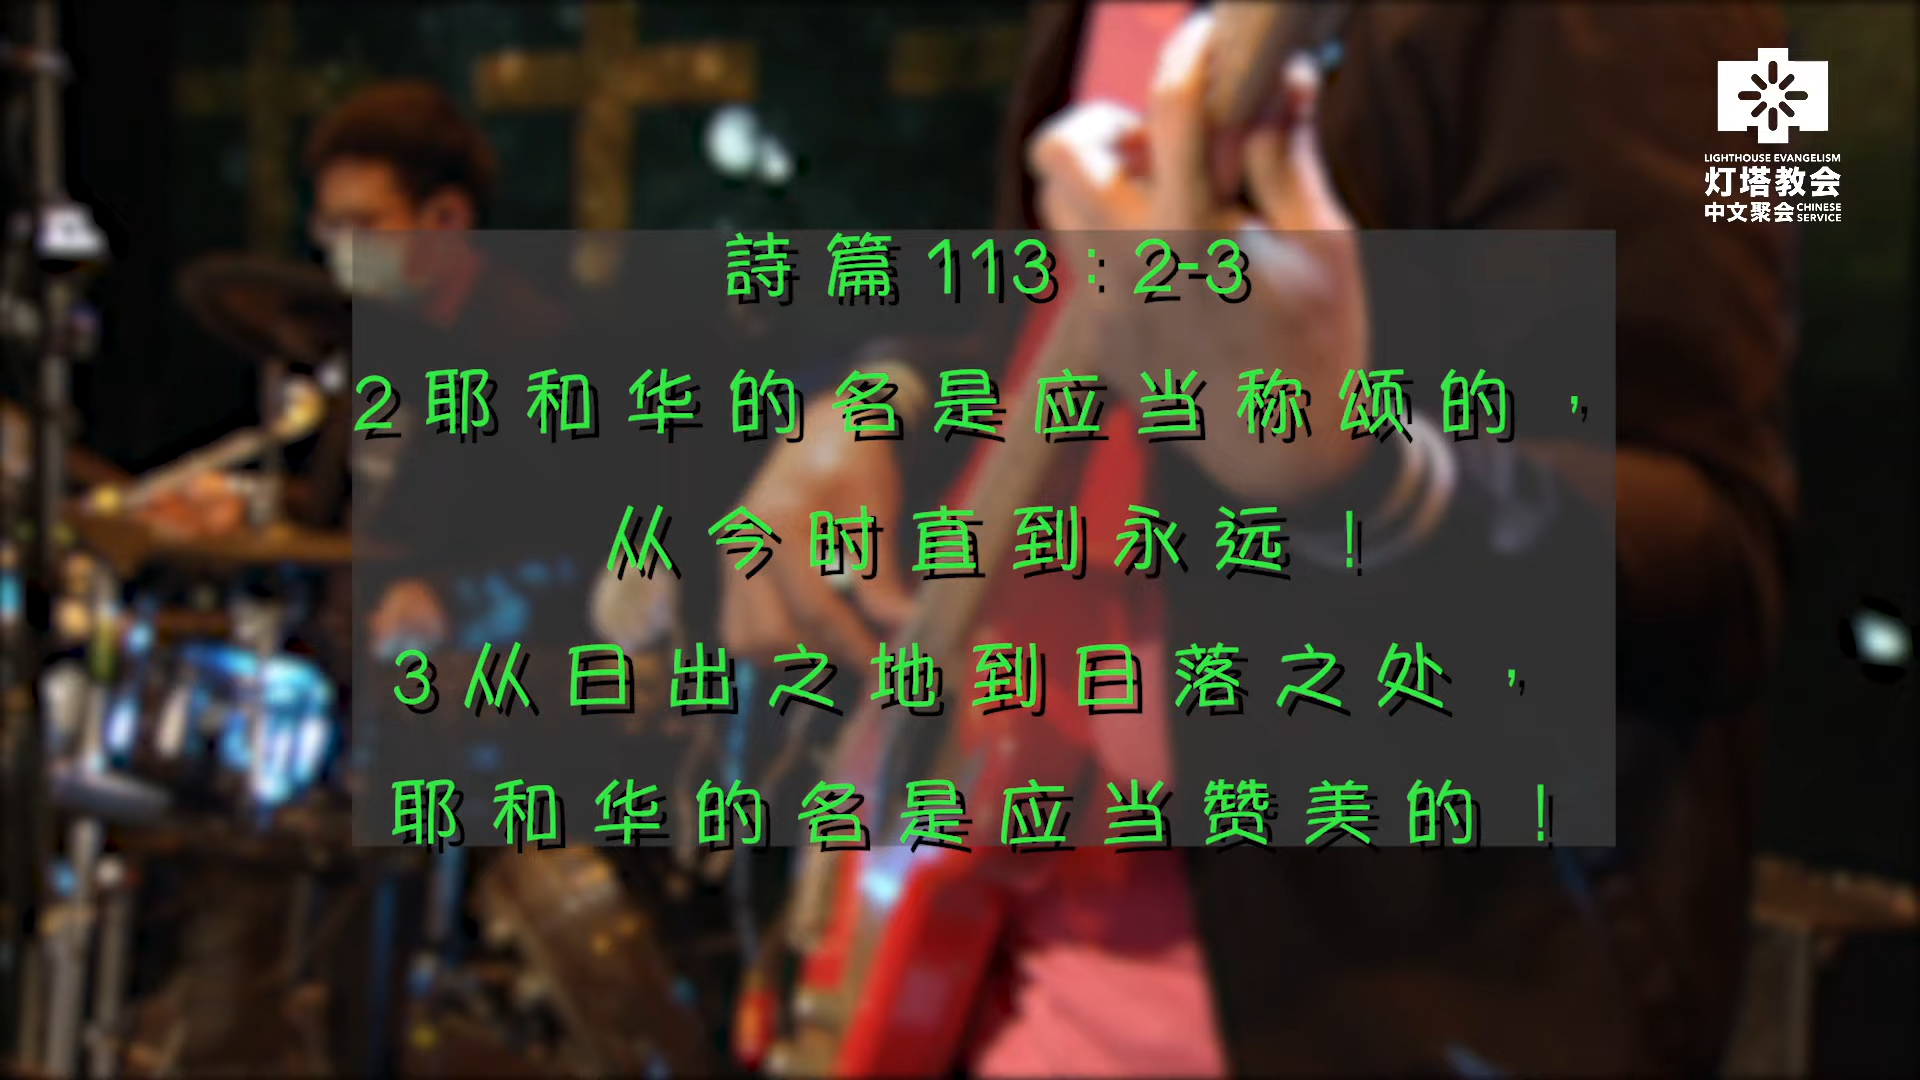 LIGHTHOUSE EVANGELISM
灯塔教会
中文聚会 CHINESE SERVICE
詩篇113：2-3
2耶和华的名是应当称颂的，
从今时直到永远！
3从日出之地到日落之处，
耶和华的名是应当赞美的！